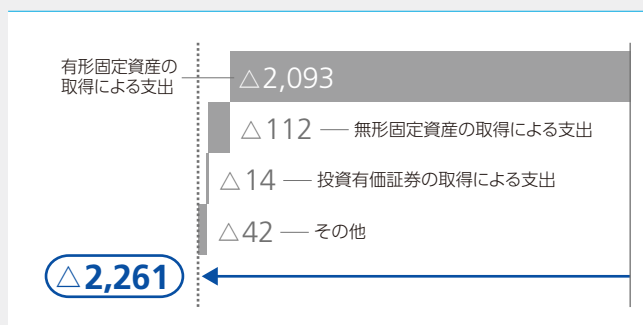 有形固定資産の
取得による支出
△2,093
△112 無形固定資産の取得による支出
△14 投資有価証券の取得による支出
△42 その他
△2,261